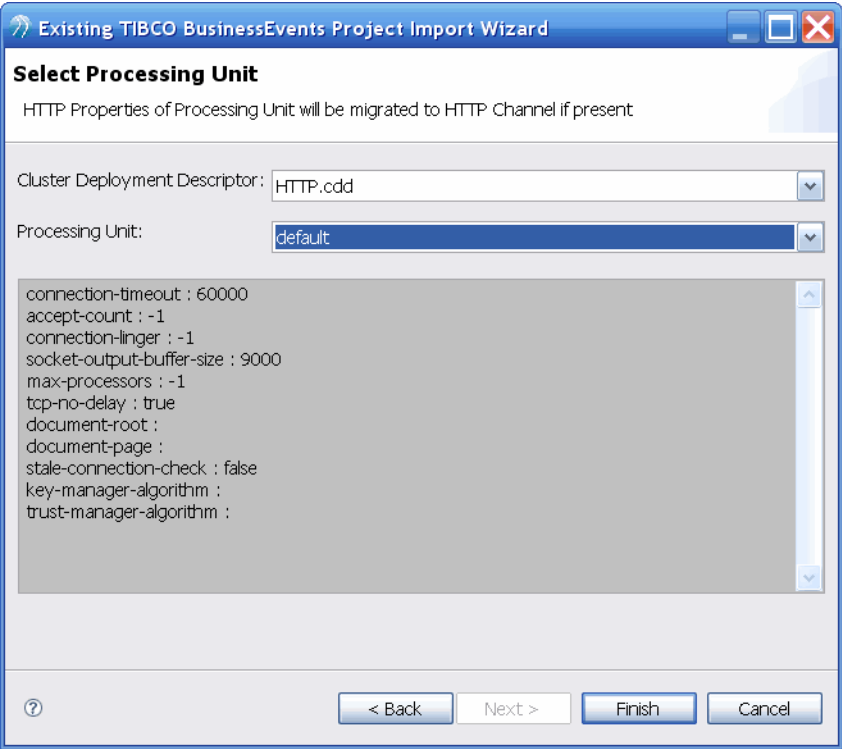 Existing TIBCO BusinessEvents Project Import Wizard
Select Processing Unit
HTTP Properties of Processing Unit will be migrated to HTTP Channel if present
Cluster Deployment Descriptor: HTTP.cdd
Processing Unit: default
connection-timeout : 60000
accept-count : -1
connection-linger : -1
socket-output-buffer-size : 9000
max-processors : -1
tcp-no-delay : true
document-root :
document-page :
stale-connection-check : false
key-manager-algorithm :
trust-manager-algorithm :
? < Back Next > Finish Cancel